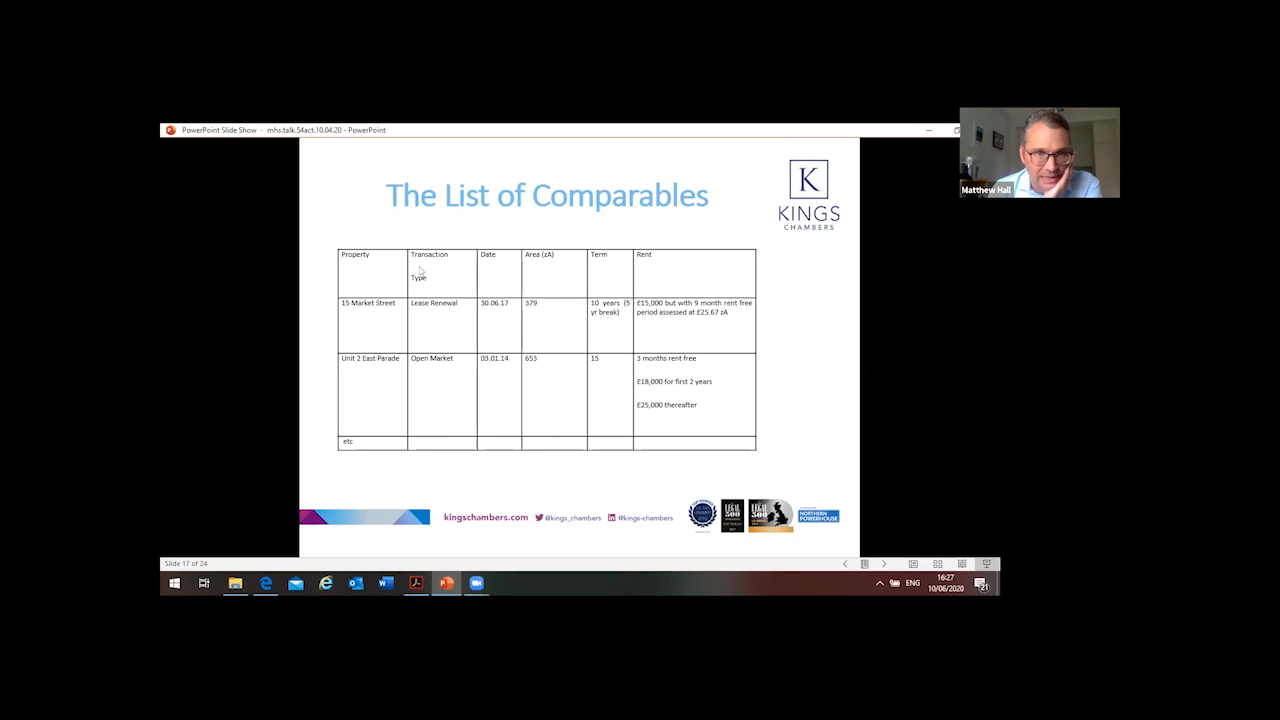 PowerPoint Slide Show - mhs.talk.54act.10.04.20 - PowerPoint
Matthew Hall
The List of Comparables
K
KINGS
CHAMBERS
Property Transaction Date Area (zA) Term Rent
Type
15 Market Street Lease Renewal 30.06.17 379 10 years (5 £15,000 but with 9 month rent free
yr break) period assessed at £25.67 zA
Unit 2 East Parade Open Market 03.01.14 653 15 3 months rent free
£18,000 for first 2 years
£25,000 thereafter
etc
kingschambers.com @kings_chambers @kings-chambers
LEGAL
500
LEGAL
500
NORTHERN
POWERHOUSE
Slide 17 of 24
ENG
16:27
10/06/2020
21